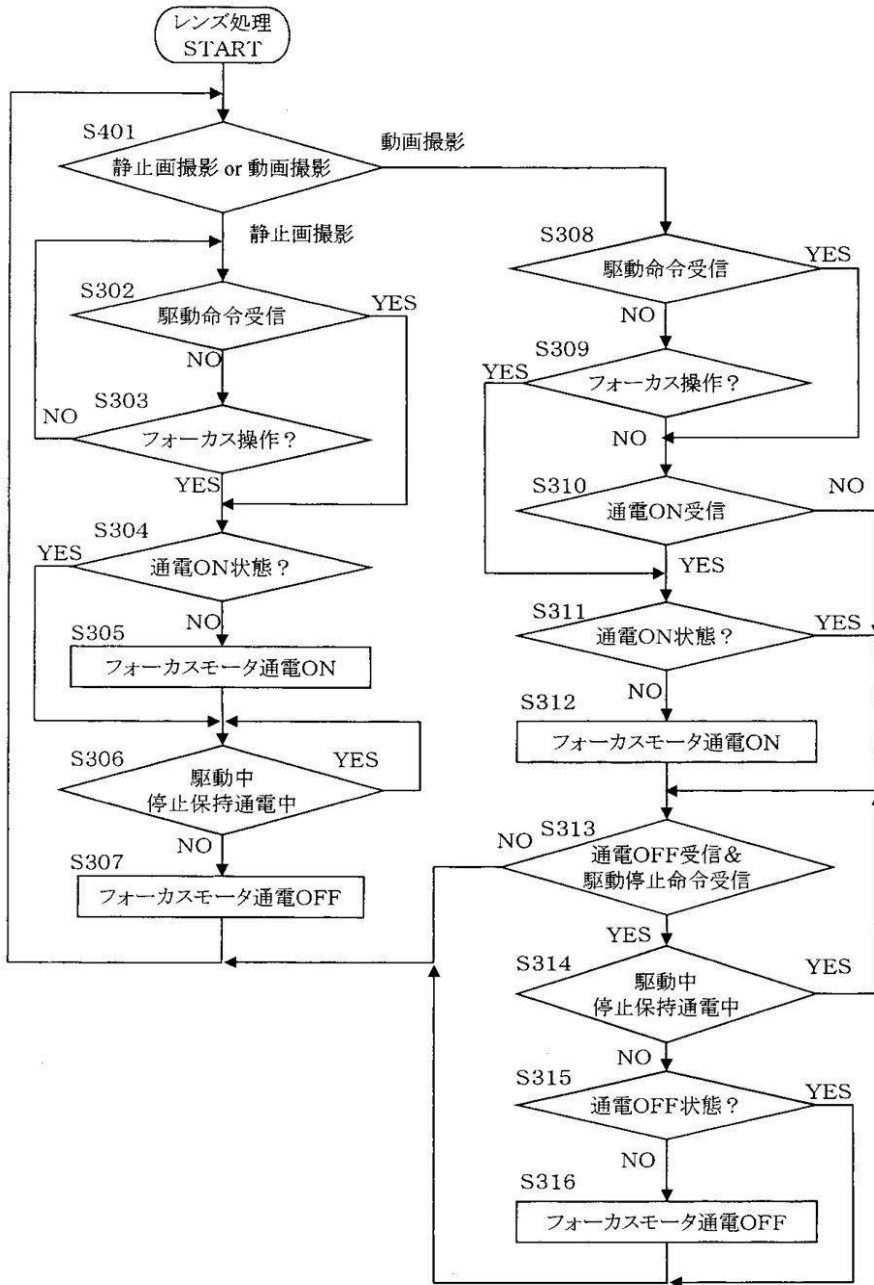 レンズ処理
START
S401
静止画撮影 or 動画撮影
動画撮影
静止画撮影
S302
駆動命令受信
YES
NO
S303
フォーカス操作?
NO
YES
S304
通電ON状態?
YES
NO
S305
フォーカスモータ通電ON
S306
駆動中
停止保持通電中
YES
NO
S307
フォーカスモータ通電OFF
S308
駆動命令受信
YES
NO
S309
フォーカス操作?
YES
NO
S310
通電ON受信
NO
YES
S311
通電ON状態?
YES
NO
S312
フォーカスモータ通電ON
S313
通電OFF受信&
駆動停止命令受信
NO
YES
S314
駆動中
停止保持通電中
YES
NO
S315
通電OFF状態?
YES
NO
S316
フォーカスモータ通電OFF